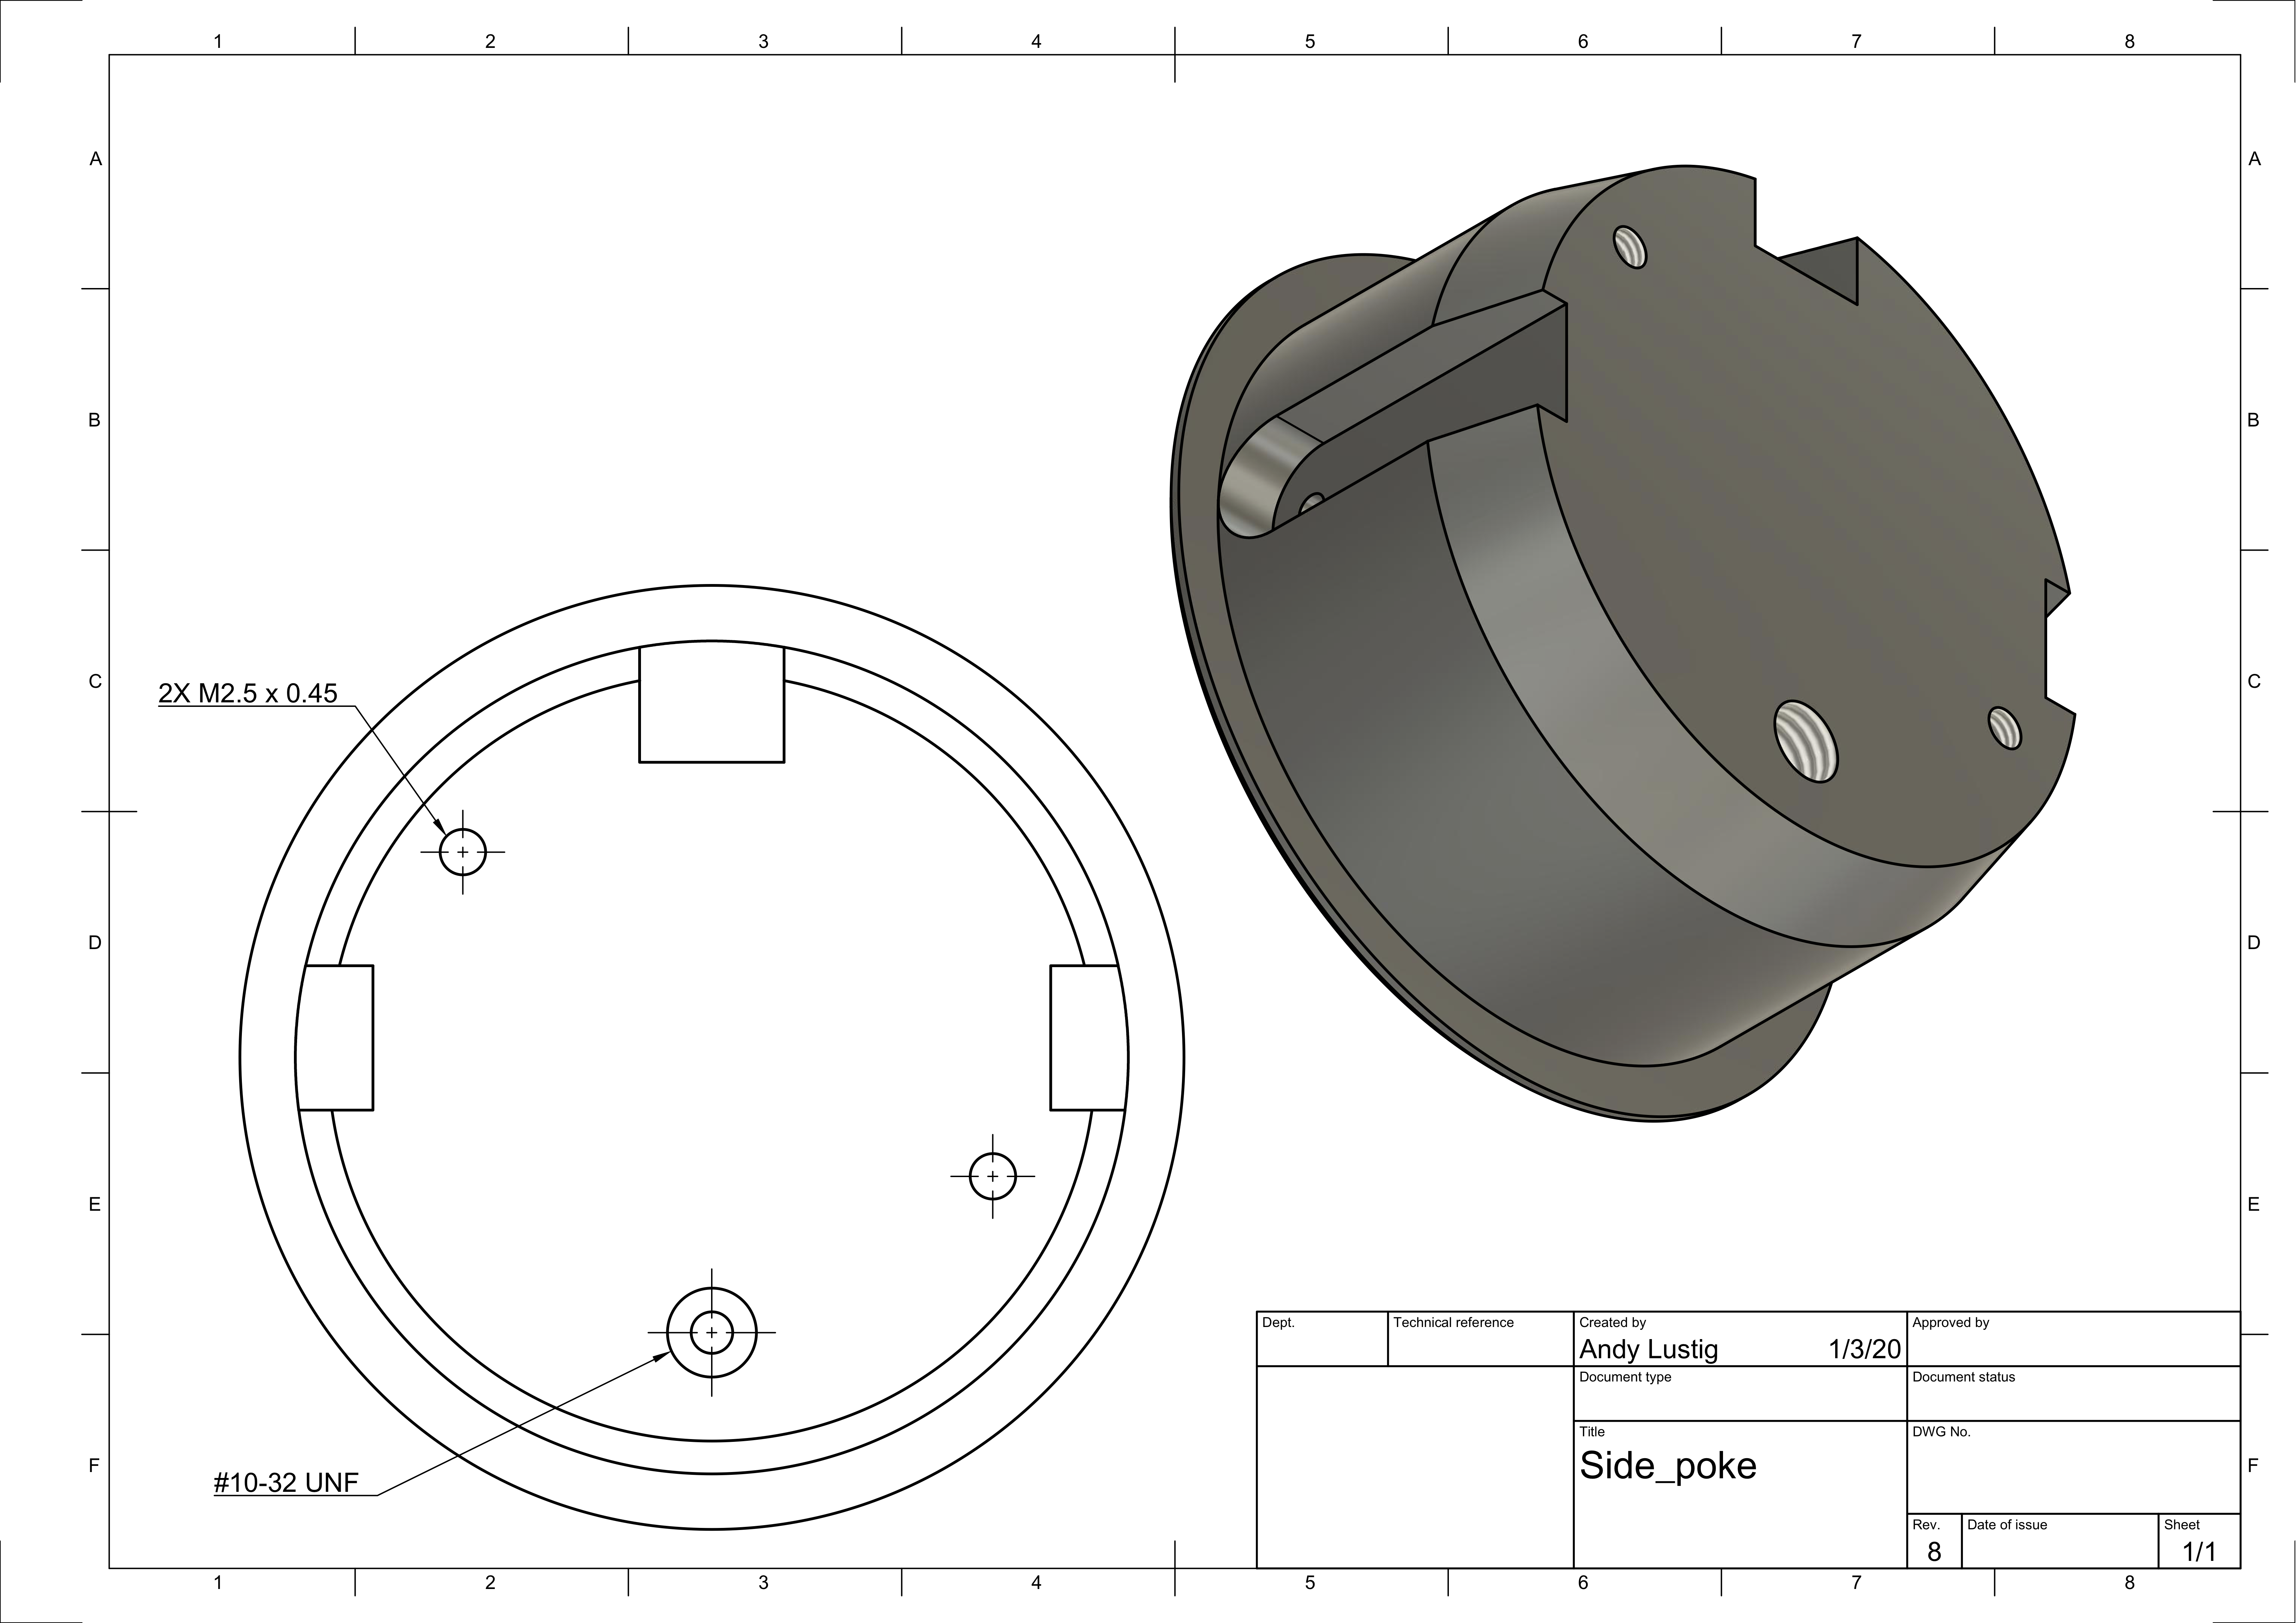 1 2 3 4 5 6 7 8
A A
B B
C C
2X M2.5 x 0.45
D D
E E
#10-32 UNF
F F
Dept. Technical reference Created by Approved by
Andy Lustig 1/3/20
Document type Document status
Title DWG No.
Side_poke
Rev. Date of issue Sheet
8 1/1
1 2 3 4 5 6 7 8